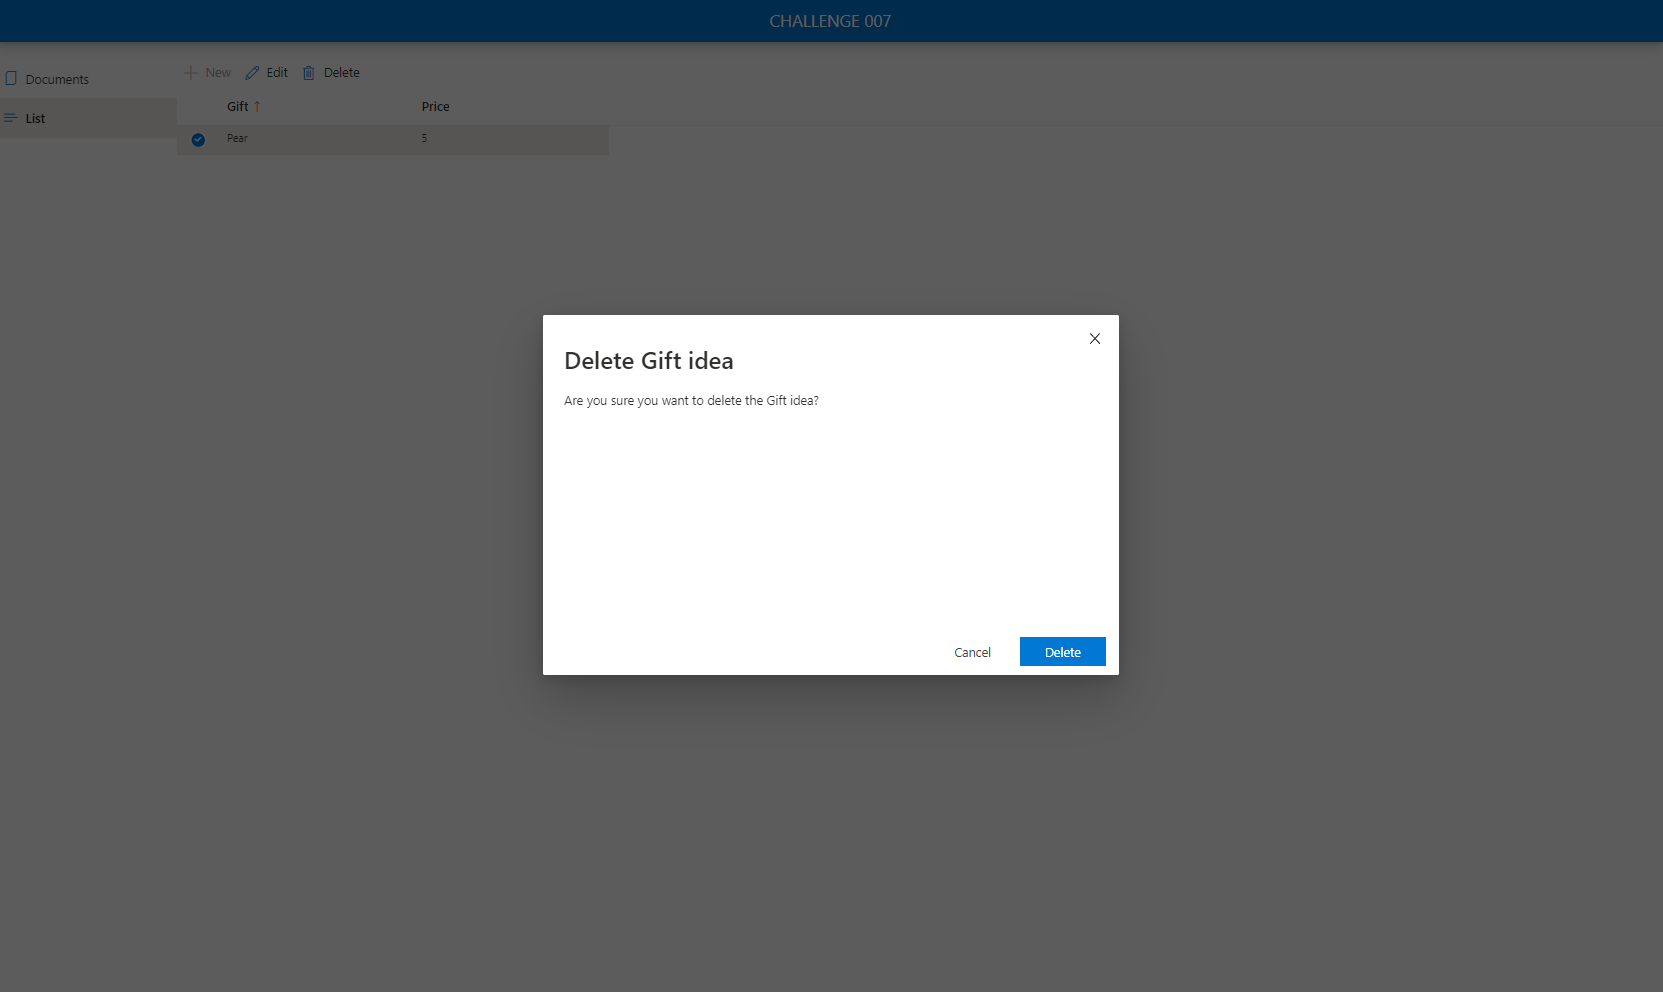 CHALLENGE 007
Documents
List
New Edit Delete
Gift ↑ Price
Pear 5
Delete Gift idea
Are you sure you want to delete the Gift idea?
Cancel Delete